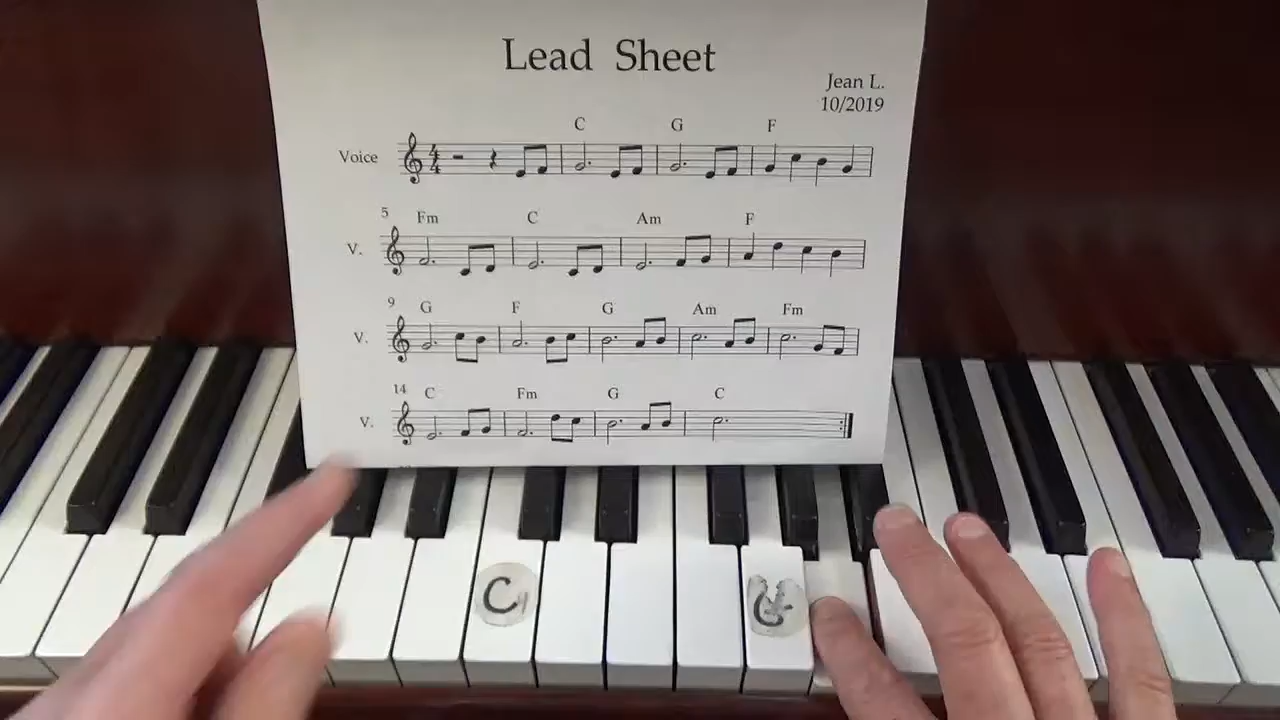 Lead Sheet
Jean L.
10/2019
C G F
Voice
5 Fm C Am F
V.
9 G F G Am Fm
V.
14 C Fm G C
V.
C G